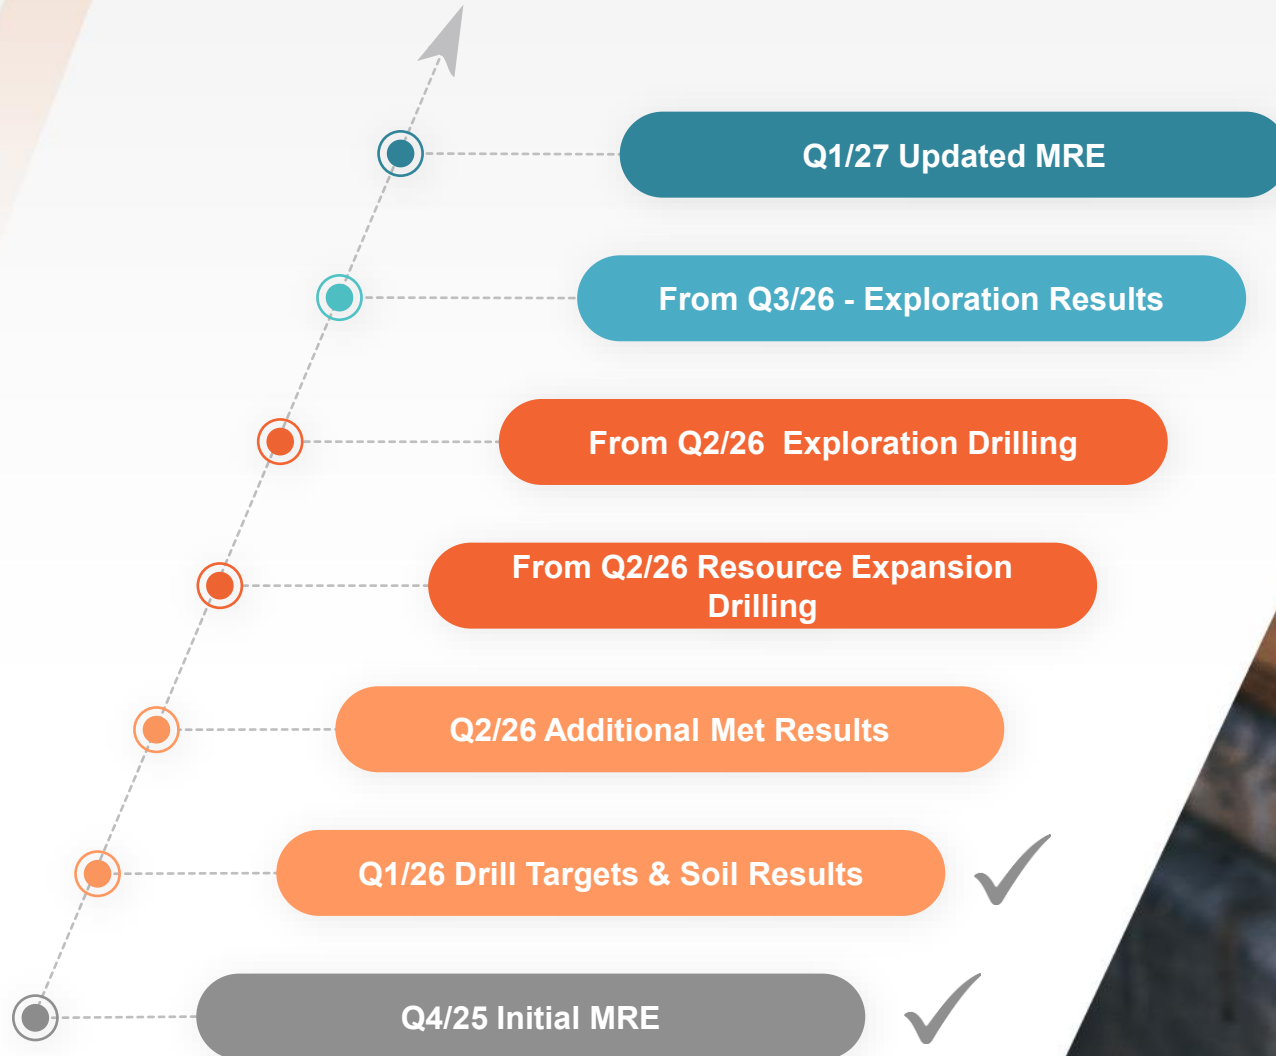 Q1/27 Updated MRE
From Q3/26 - Exploration Results
From Q2/26  Exploration Drilling
From Q2/26 Resource Expansion
Drilling
Q2/26 Additional Met Results
Q1/26 Drill Targets & Soil Results
Q4/25 Initial MRE